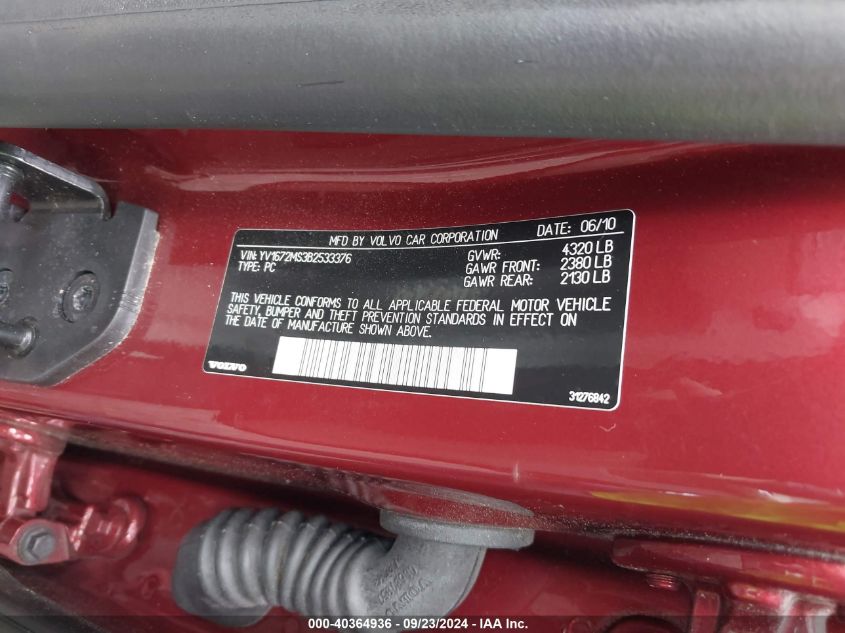 MFD BY VOLVO CAR CORPORATION DATE: 06/10
VIN: YV1672MS3B2533376 GVWR: 4320 LB
TYPE: PC GAWR FRONT: 2380 LB
GAWR REAR: 2130 LB
THIS VEHICLE CONFORMS TO ALL APPLICABLE FEDERAL MOTOR VEHICLE
SAFETY, BUMPER AND THEFT PREVENTION STANDARDS IN EFFECT ON
THE DATE OF MANUFACTURE SHOWN ABOVE.
VOLVO
31276842
VOLVO
000-40364936 - 09/23/2024 - IAA Inc.